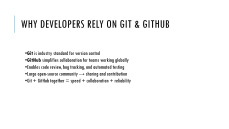 WHY DEVELOPERS RELY ON GIT & GITHUB
•Git is industry standard for version control
•GitHub simplifies collaboration for teams working globally
•Enables code review, bug tracking, and automated testing
•Large open-source community → sharing and contribution
•Git + GitHub together = speed + collaboration + reliability